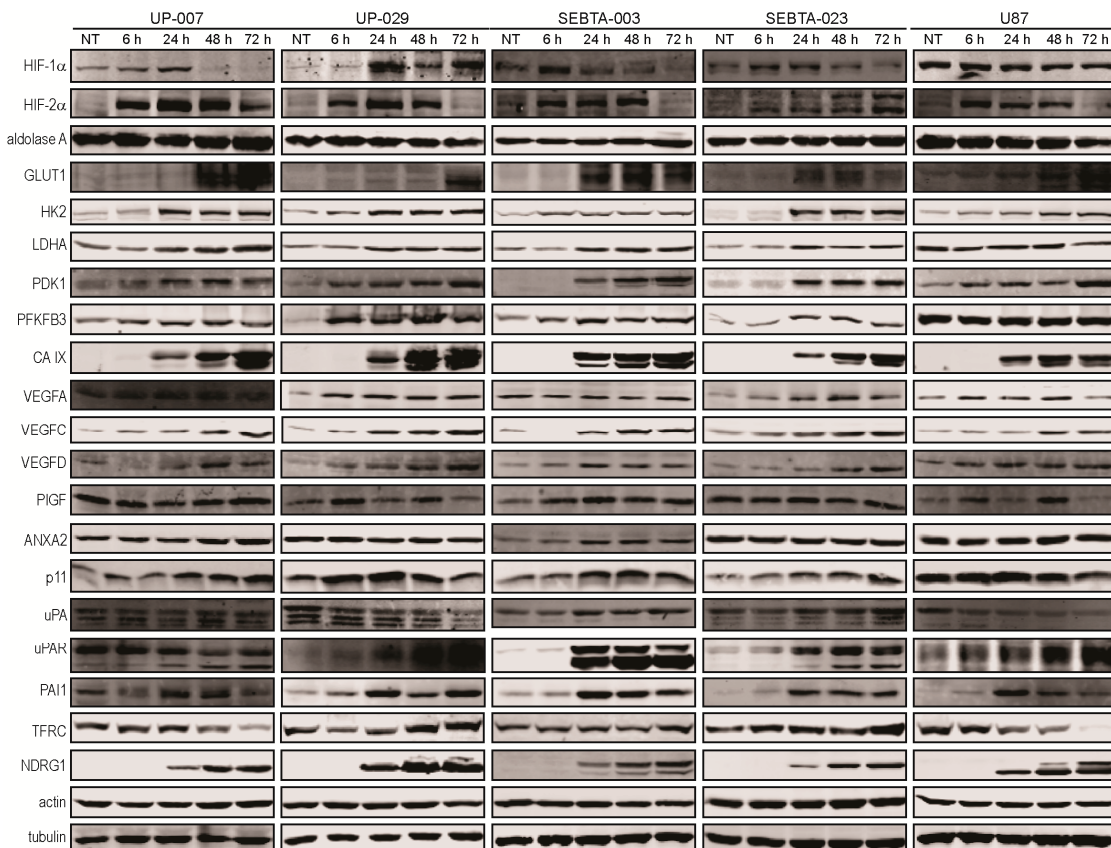 UP-007 UP-029 SEBTA-003 SEBTA-023 U87
NT 6 h 24 h 48 h 72 h NT 6 h 24 h 48 h 72 h NT 6 h 24 h 48 h 72 h NT 6 h 24 h 48 h 72 h NT 6 h 24 h 48 h 72 h
HIF-1α
HIF-2α
aldolase A
GLUT1
HK2
LDHA
PDK1
PFKFB3
CA IX
VEGFA
VEGFC
VEGFD
PlGF
ANXA2
p11
uPA
uPAR
PAI1
TFRC
NDRG1
actin
tubulin